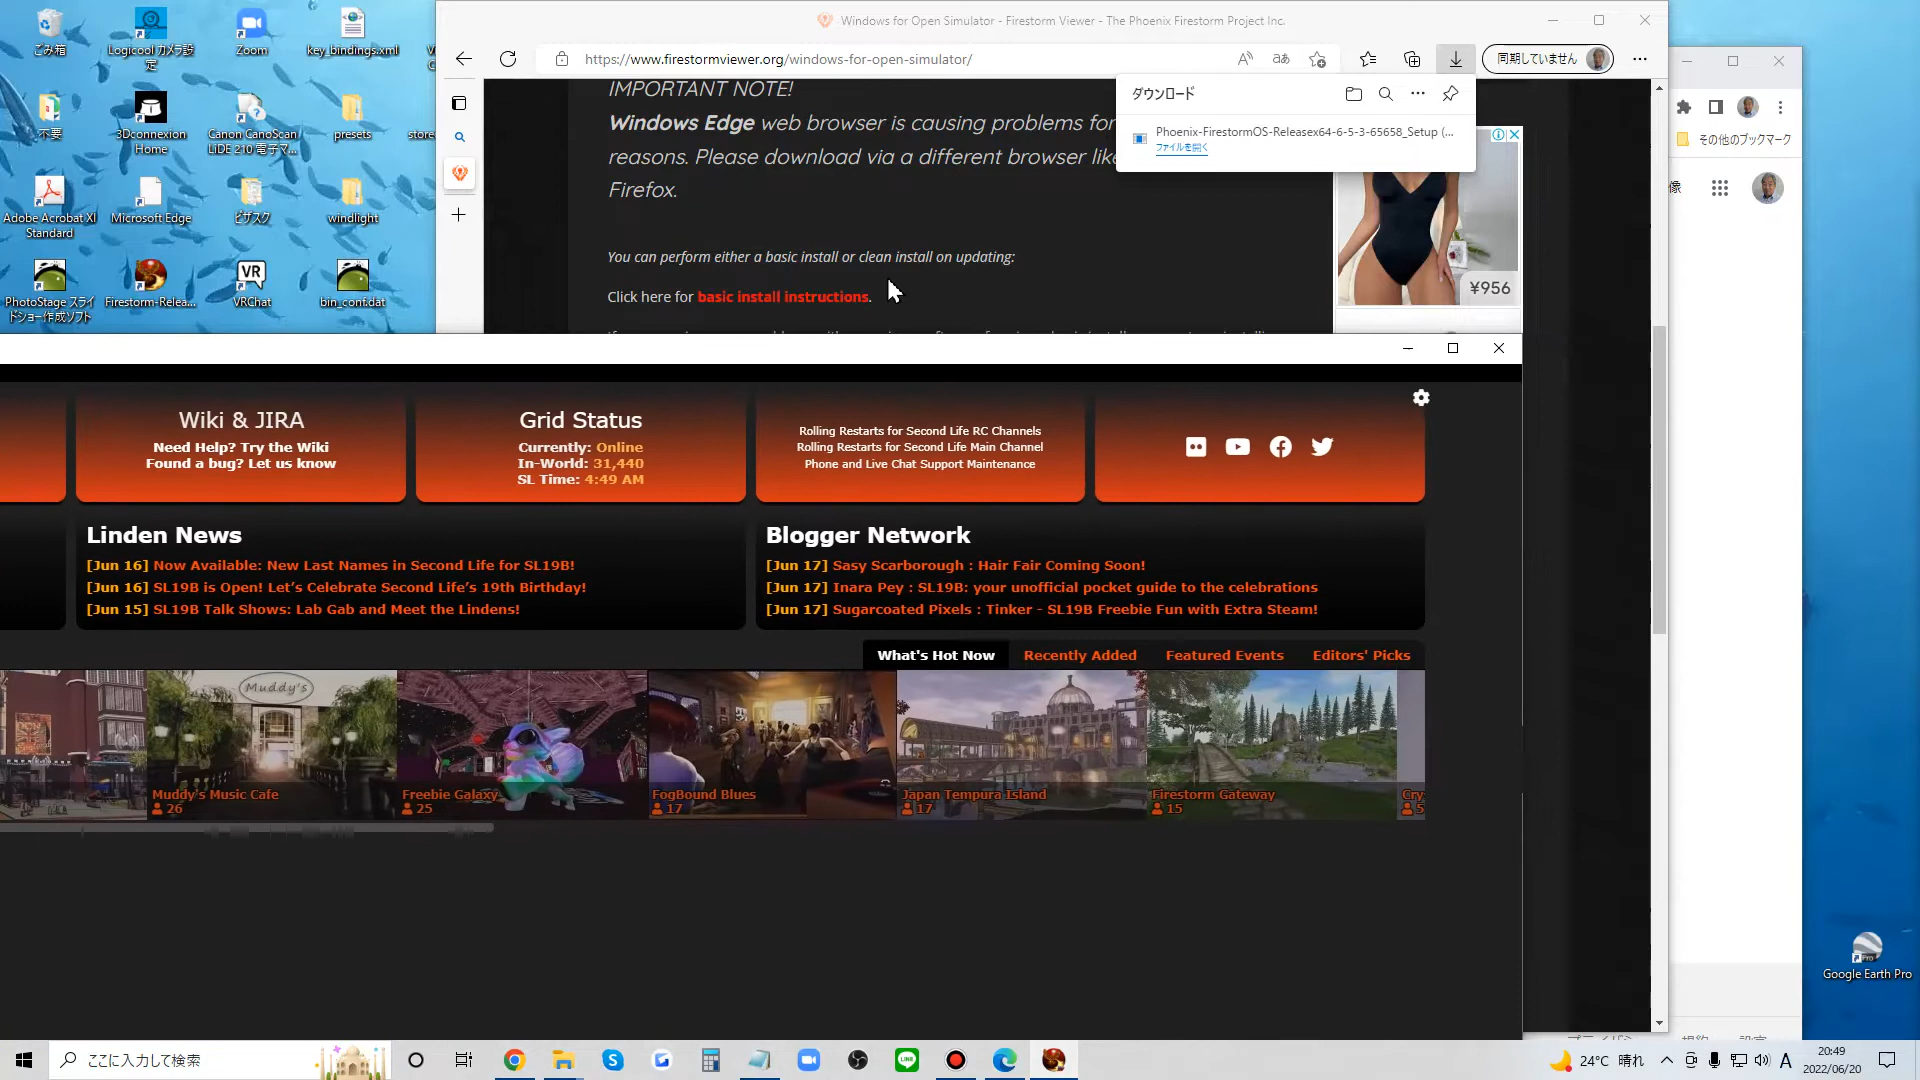 ごみ箱
Logicool カメラ設
定
Zoom
key_bindings.xml
不要
3Dconnexion
Home
Canon CanoScan
LiDE 210 電子マ...
presets
Adobe Acrobat XI
Standard
Microsoft Edge
ビザスク
windlight
PhotoStage スライ
ドショー作成ソフト
Firestorm-Relea...
VR
VRChat
bin_conf.dat
Windows for Open Simulator - Firestorm Viewer - The Phoenix Firestorm Project Inc.
https://www.firestormviewer.org/windows-for-open-simulator/
同期していません
IMPORTANT NOTE!
Windows Edge web browser is causing problems for
reasons. Please download via a different browser like
Firefox.
You can perform either a basic install or clean install on updating:
Click here for basic install instructions.
ダウンロード
Phoenix-FirestormOS-Releasex64-6-5-3-65658_Setup (...
ファイルを開く
¥956
その他のブックマーク
像
Wiki & JIRA
Need Help? Try the Wiki
Found a bug? Let us know
Grid Status
Currently: Online
In-World: 31,440
SL Time: 4:49 AM
Rolling Restarts for Second Life RC Channels
Rolling Restarts for Second Life Main Channel
Phone and Live Chat Support Maintenance
Linden News
[Jun 16] Now Available: New Last Names in Second Life for SL19B!
[Jun 16] SL19B is Open! Let’s Celebrate Second Life’s 19th Birthday!
[Jun 15] SL19B Talk Shows: Lab Gab and Meet the Lindens!
Blogger Network
[Jun 17] Sasy Scarborough : Hair Fair Coming Soon!
[Jun 17] Inara Pey : SL19B: your unofficial pocket guide to the celebrations
[Jun 17] Sugarcoated Pixels : Tinker - SL19B Freebie Fun with Extra Steam!
What's Hot Now
Recently Added
Featured Events
Editors' Picks
Muddy's
Muddy's Music Cafe
26
Freebie Galaxy
25
FogBound Blues
17
Japan Tempura Island
17
Firestorm Gateway
15
Cry
5
Google Earth Pro
ここに入力して検索
LINE
24°C 晴れ
A
20:49
2022/06/20